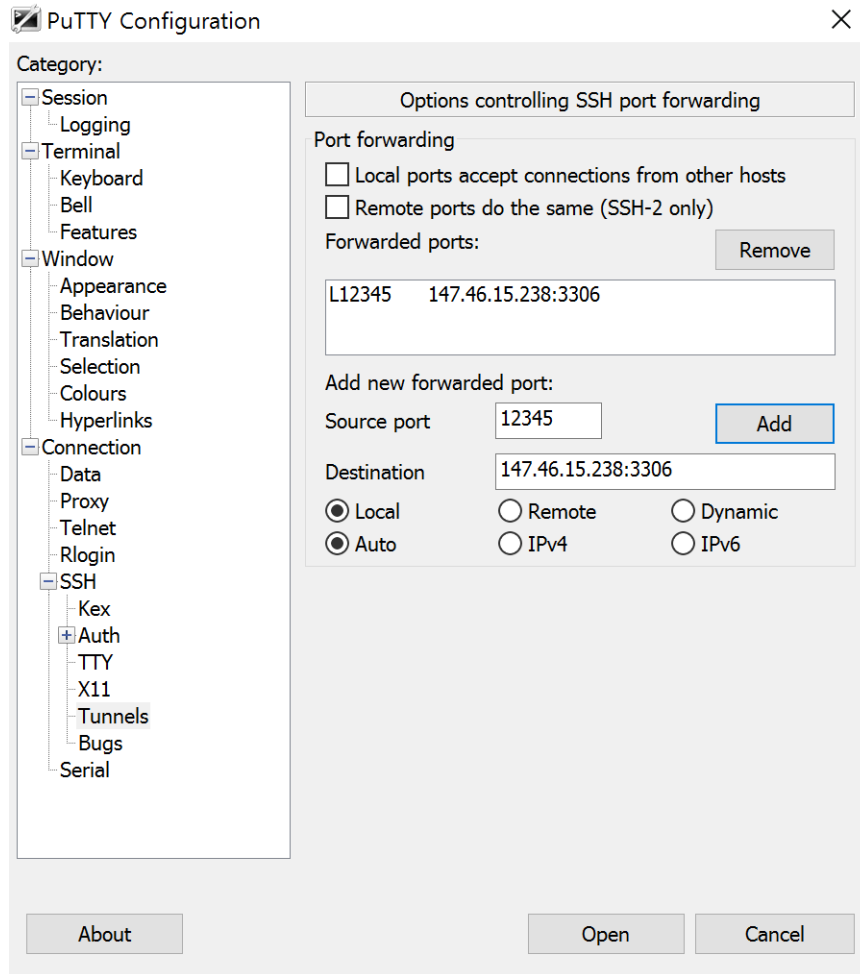 PuTTY Configuration
Category:
Session
Logging
Terminal
Keyboard
Bell
Features
Window
Appearance
Behaviour
Translation
Selection
Colours
Hyperlinks
Connection
Data
Proxy
Telnet
Rlogin
SSH
Kex
Auth
TTY
X11
Tunnels
Bugs
Serial
Options controlling SSH port forwarding
Port forwarding
Local ports accept connections from other hosts
Remote ports do the same (SSH-2 only)
Forwarded ports:
Remove
L12345 147.46.15.238:3306
Add new forwarded port:
Source port 12345 Add
Destination 147.46.15.238:3306
Local Remote Dynamic
Auto IPv4 IPv6
About Open Cancel